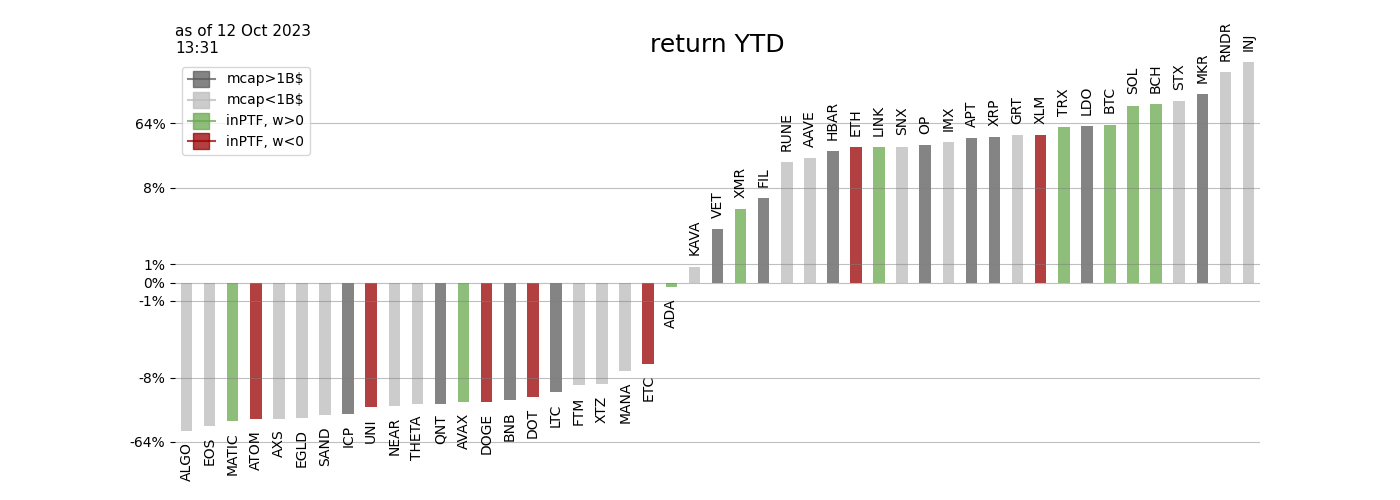 as of 12 Oct 2023
13:31
return YTD
mcap>1B$
mcap<1B$
inPTF, w>0
inPTF, w<0
64%
8%
1%
0%
-1%
-8%
-64%
ALGO
EOS
MATIC
ATOM
AXS
EGLD
SAND
ICP
UNI
NEAR
THETA
QNT
AVAX
DOGE
BNB
DOT
LTC
FTM
XTZ
MANA
ETC
ADA
KAVA
VET
XMR
FIL
RUNE
AAVE
HBAR
ETH
LINK
SNX
OP
IMX
APT
XRP
GRT
XLM
TRX
LDO
BTC
SOL
BCH
STX
MKR
RNDR
INJ